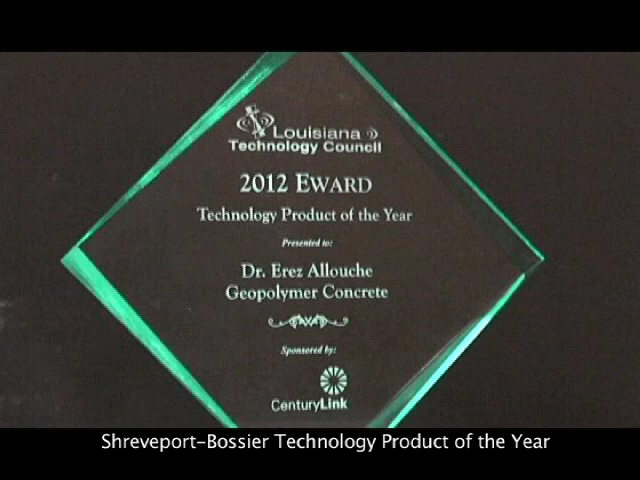 Louisiana
Technology Council
2012 EWARD
Technology Product of the Year
Presented to:
Dr. Erez Allouche
Geopolymer Concrete
Sponsored by:
CenturyLink
Shreveport-Bossier Technology Product of the Year